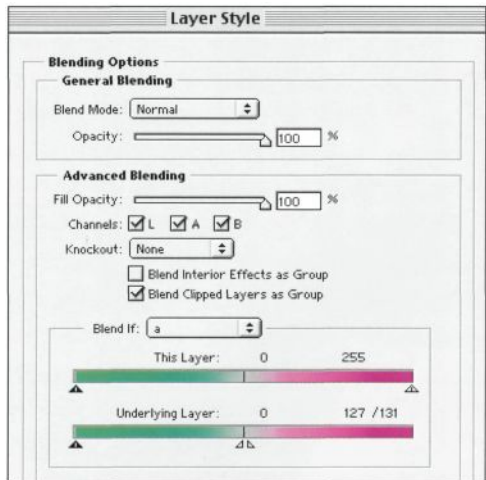 Layer Style
Blending Options
General Blending
Blend Mode: Normal
Opacity: 100 %
Advanced Blending
Fill Opacity: 100 %
Channels: L A B
Knockout: None
Blend Interior Effects as Group
Blend Clipped Layers as Group
Blend If: a
This Layer: 0 255
Underlying Layer: 0 127 /131